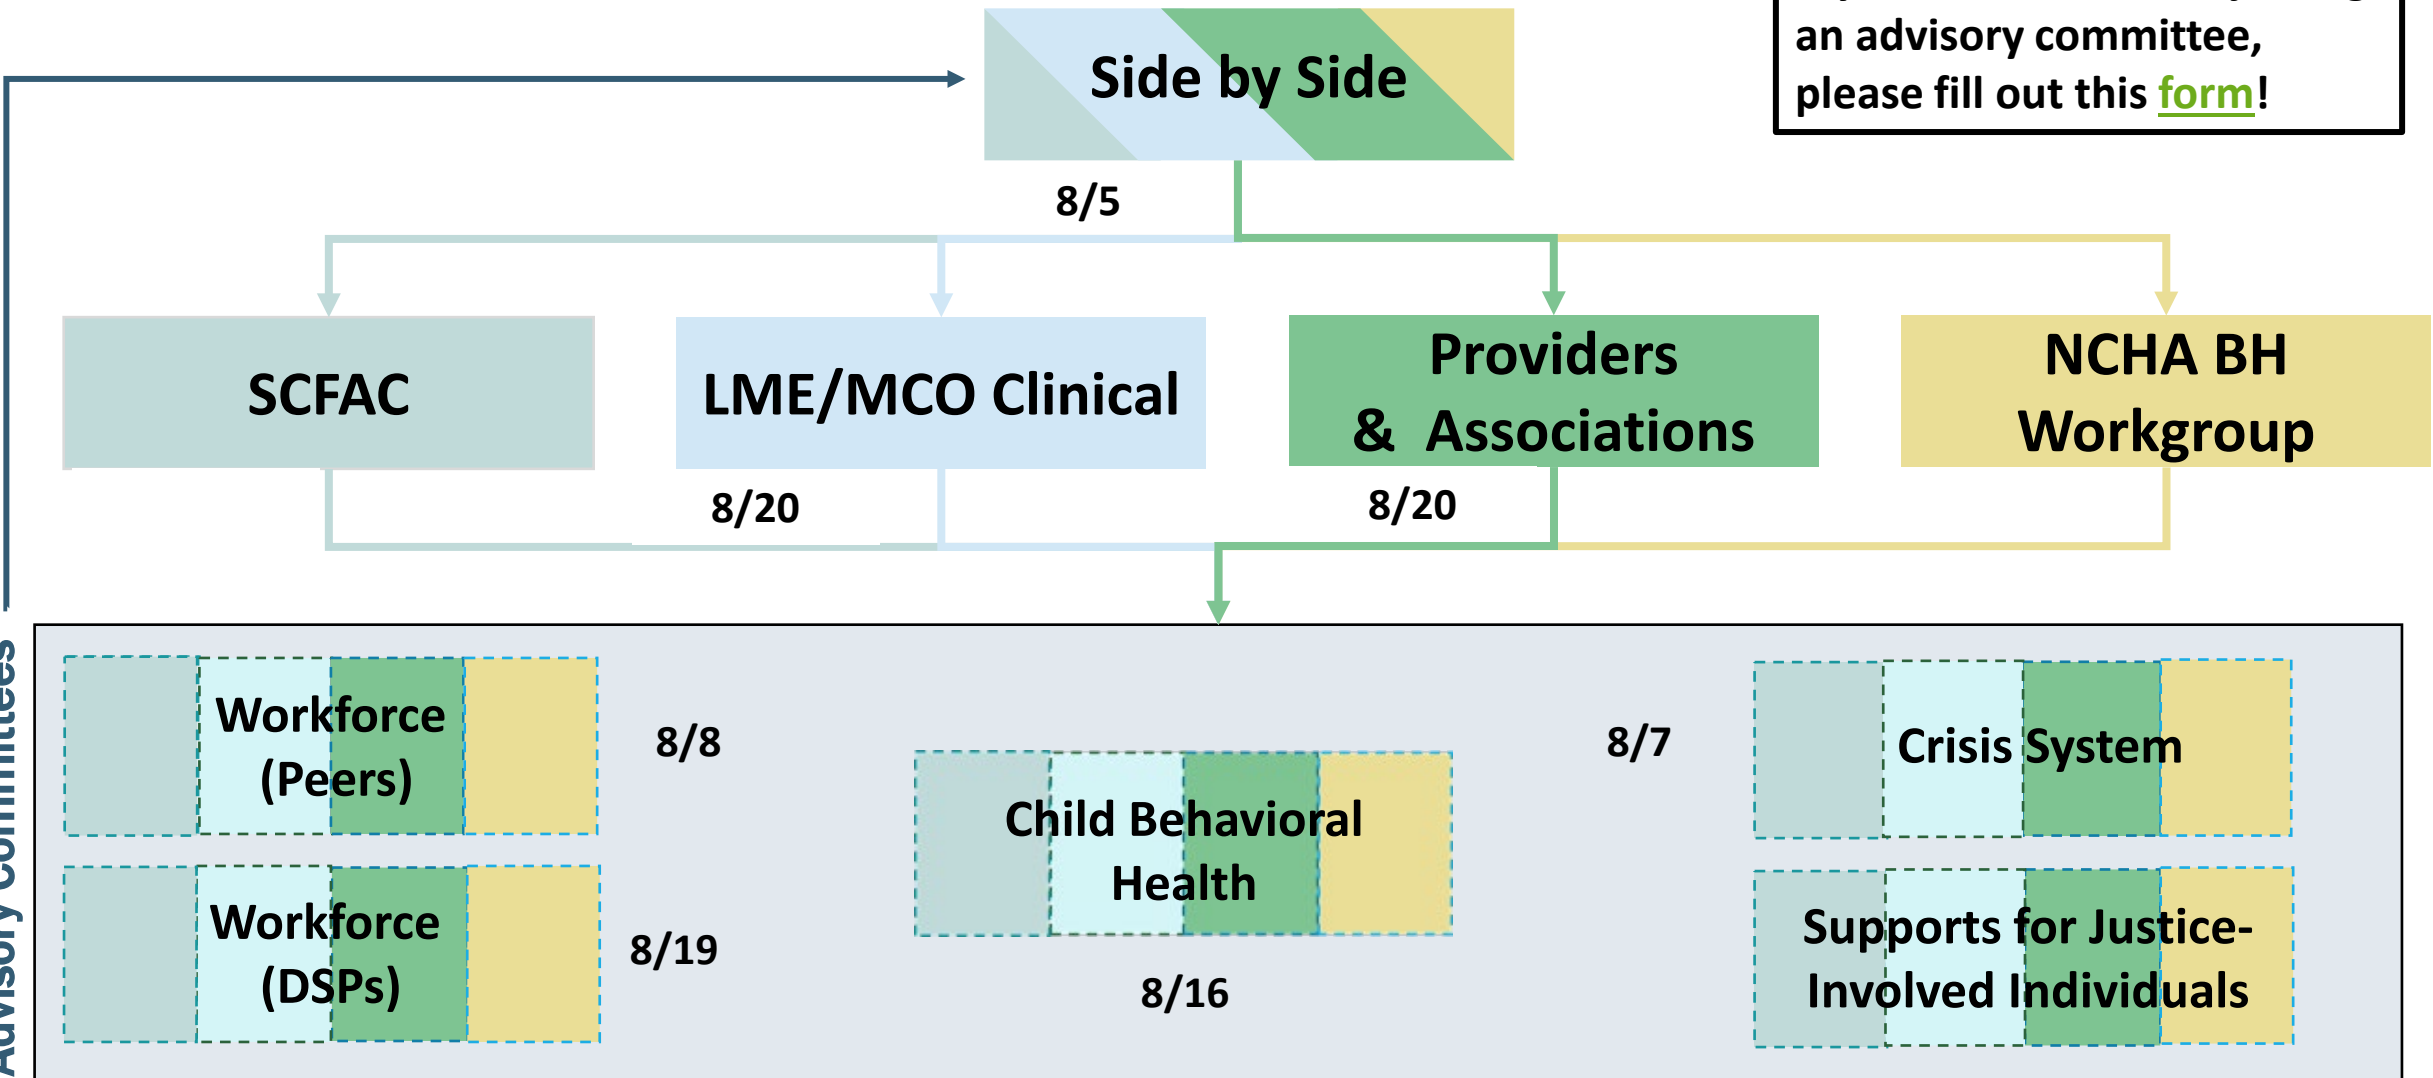 an advisory committee,
please fill out this form!
Side by Side
8/5
SCFAC
LME/MCO Clinical
Providers
& Associations
NCHA BH
Workgroup
8/20
8/20
Advisory Committees
Workforce
(Peers)
8/8
Workforce
(DSPs)
8/19
Child Behavioral
Health
8/16
8/7
Crisis System
Supports for Justice-
Involved Individuals